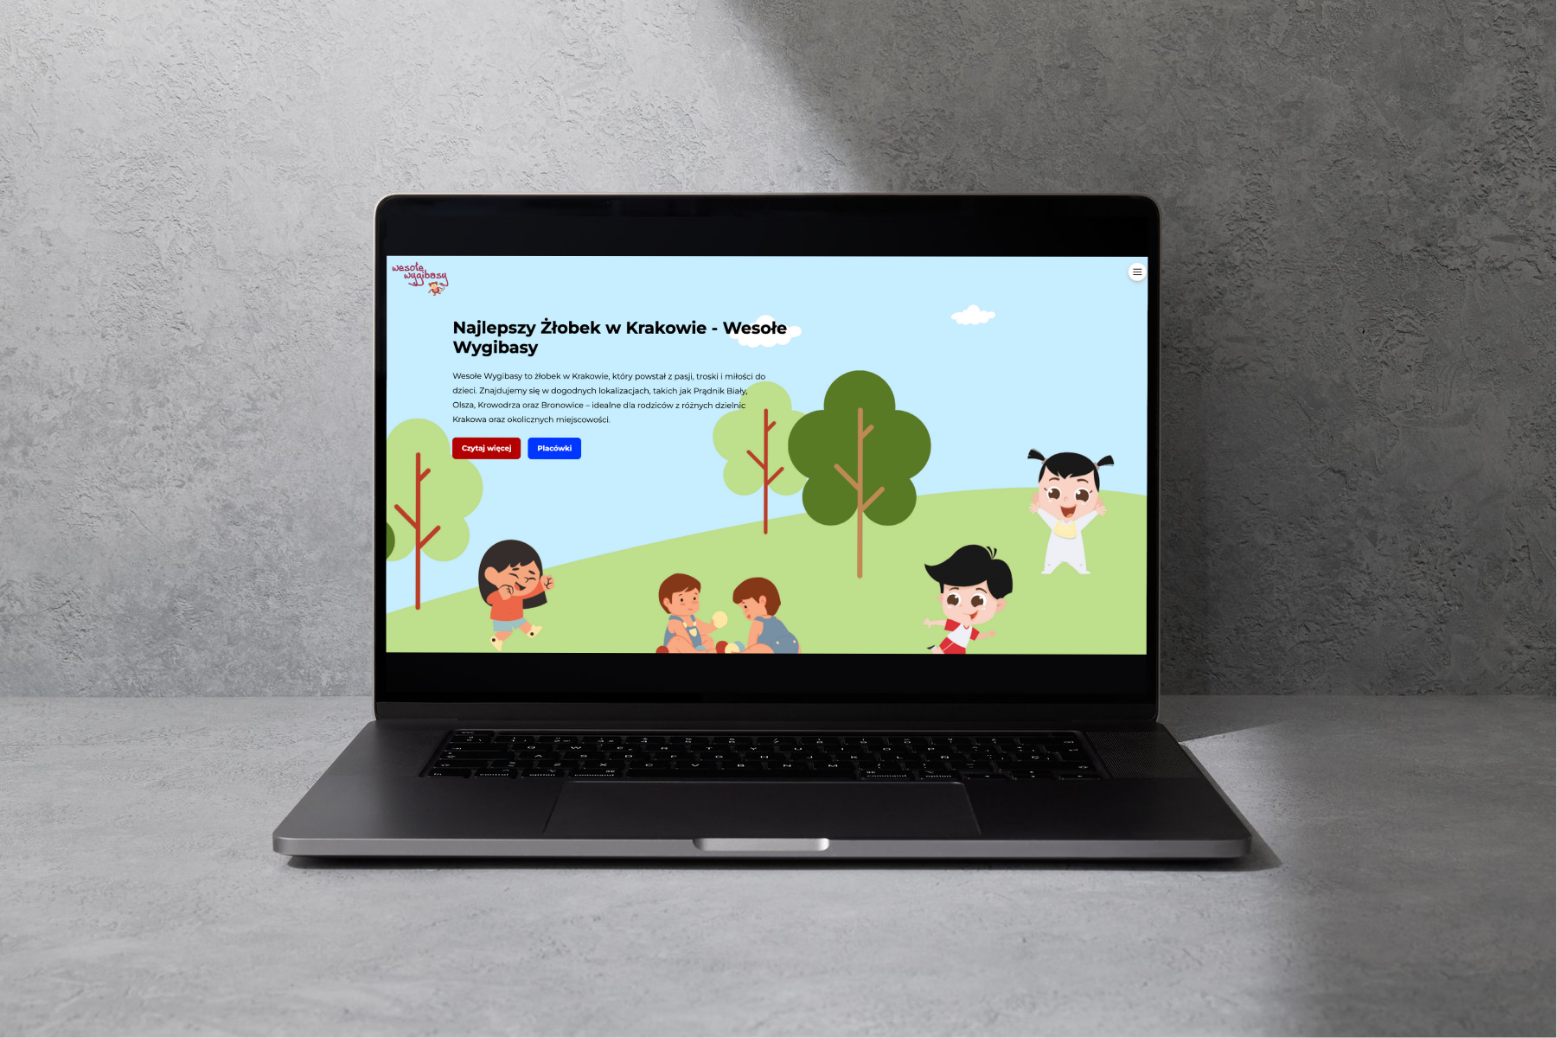 wesołe
wygibasy
Najlepszy Żłobek w Krakowie - Wesołe
Wygibasy
Wesołe Wygibasy to żłobek w Krakowie, który powstał z pasji, troski i miłości do
dzieci. Znajdujemy się w dogodnych lokalizacjach, takich jak Prądnik Biały,
Olsza, Krowodrza oraz Bronowice – idealne dla rodziców z różnych dzielnic
Krakowa oraz okolicznych miejscowości.
Czytaj więcej
Placówki